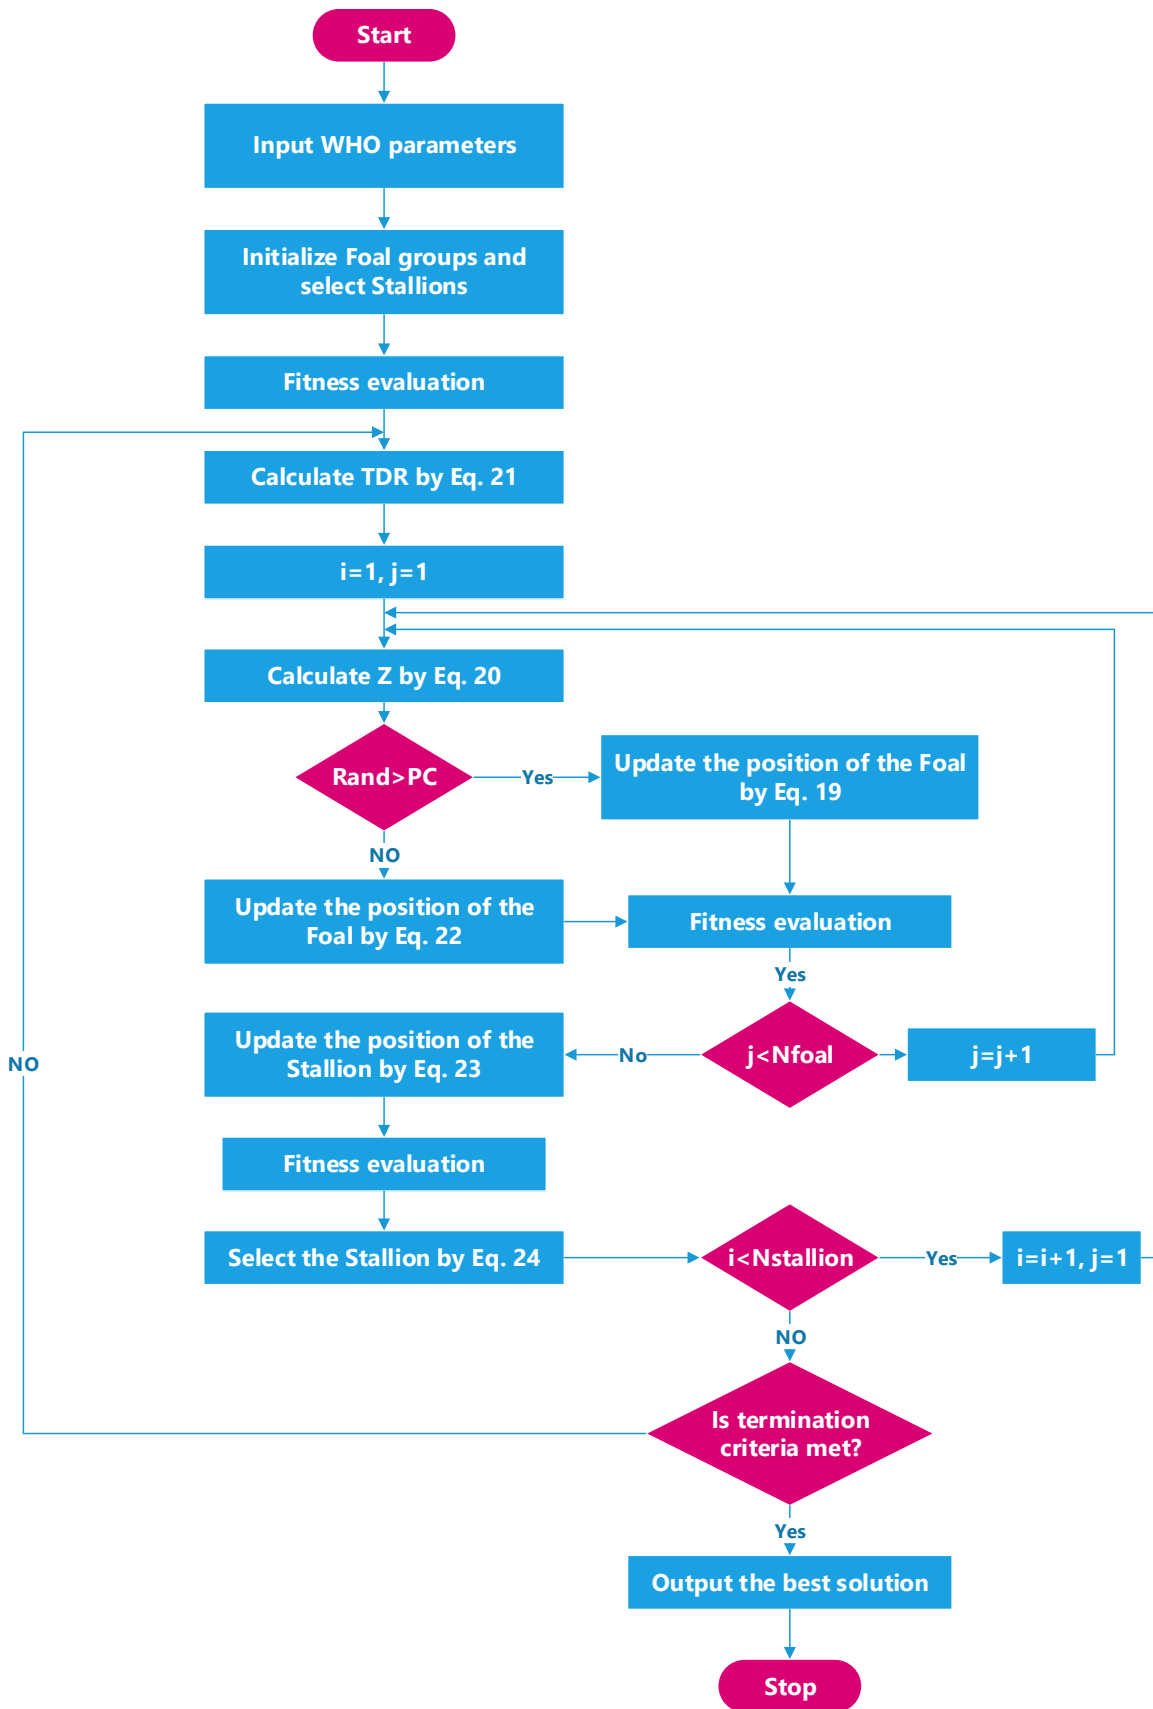 Start
Input WHO parameters
Initialize Foal groups and
select Stallions
Fitness evaluation
Calculate TDR by Eq. 21
i=1, j=1
Calculate Z by Eq. 20
Rand>PC
Yes
Update the position of the Foal
by Eq. 19
NO
Update the position of the
Foal by Eq. 22
Fitness evaluation
Yes
Update the position of the
Stallion by Eq. 23
No
j<Nfoal
j=j+1
NO
Fitness evaluation
Select the Stallion by Eq. 24
i<Nstallion
Yes
i=i+1, j=1
NO
Is termination
criteria met?
Yes
Output the best solution
Stop